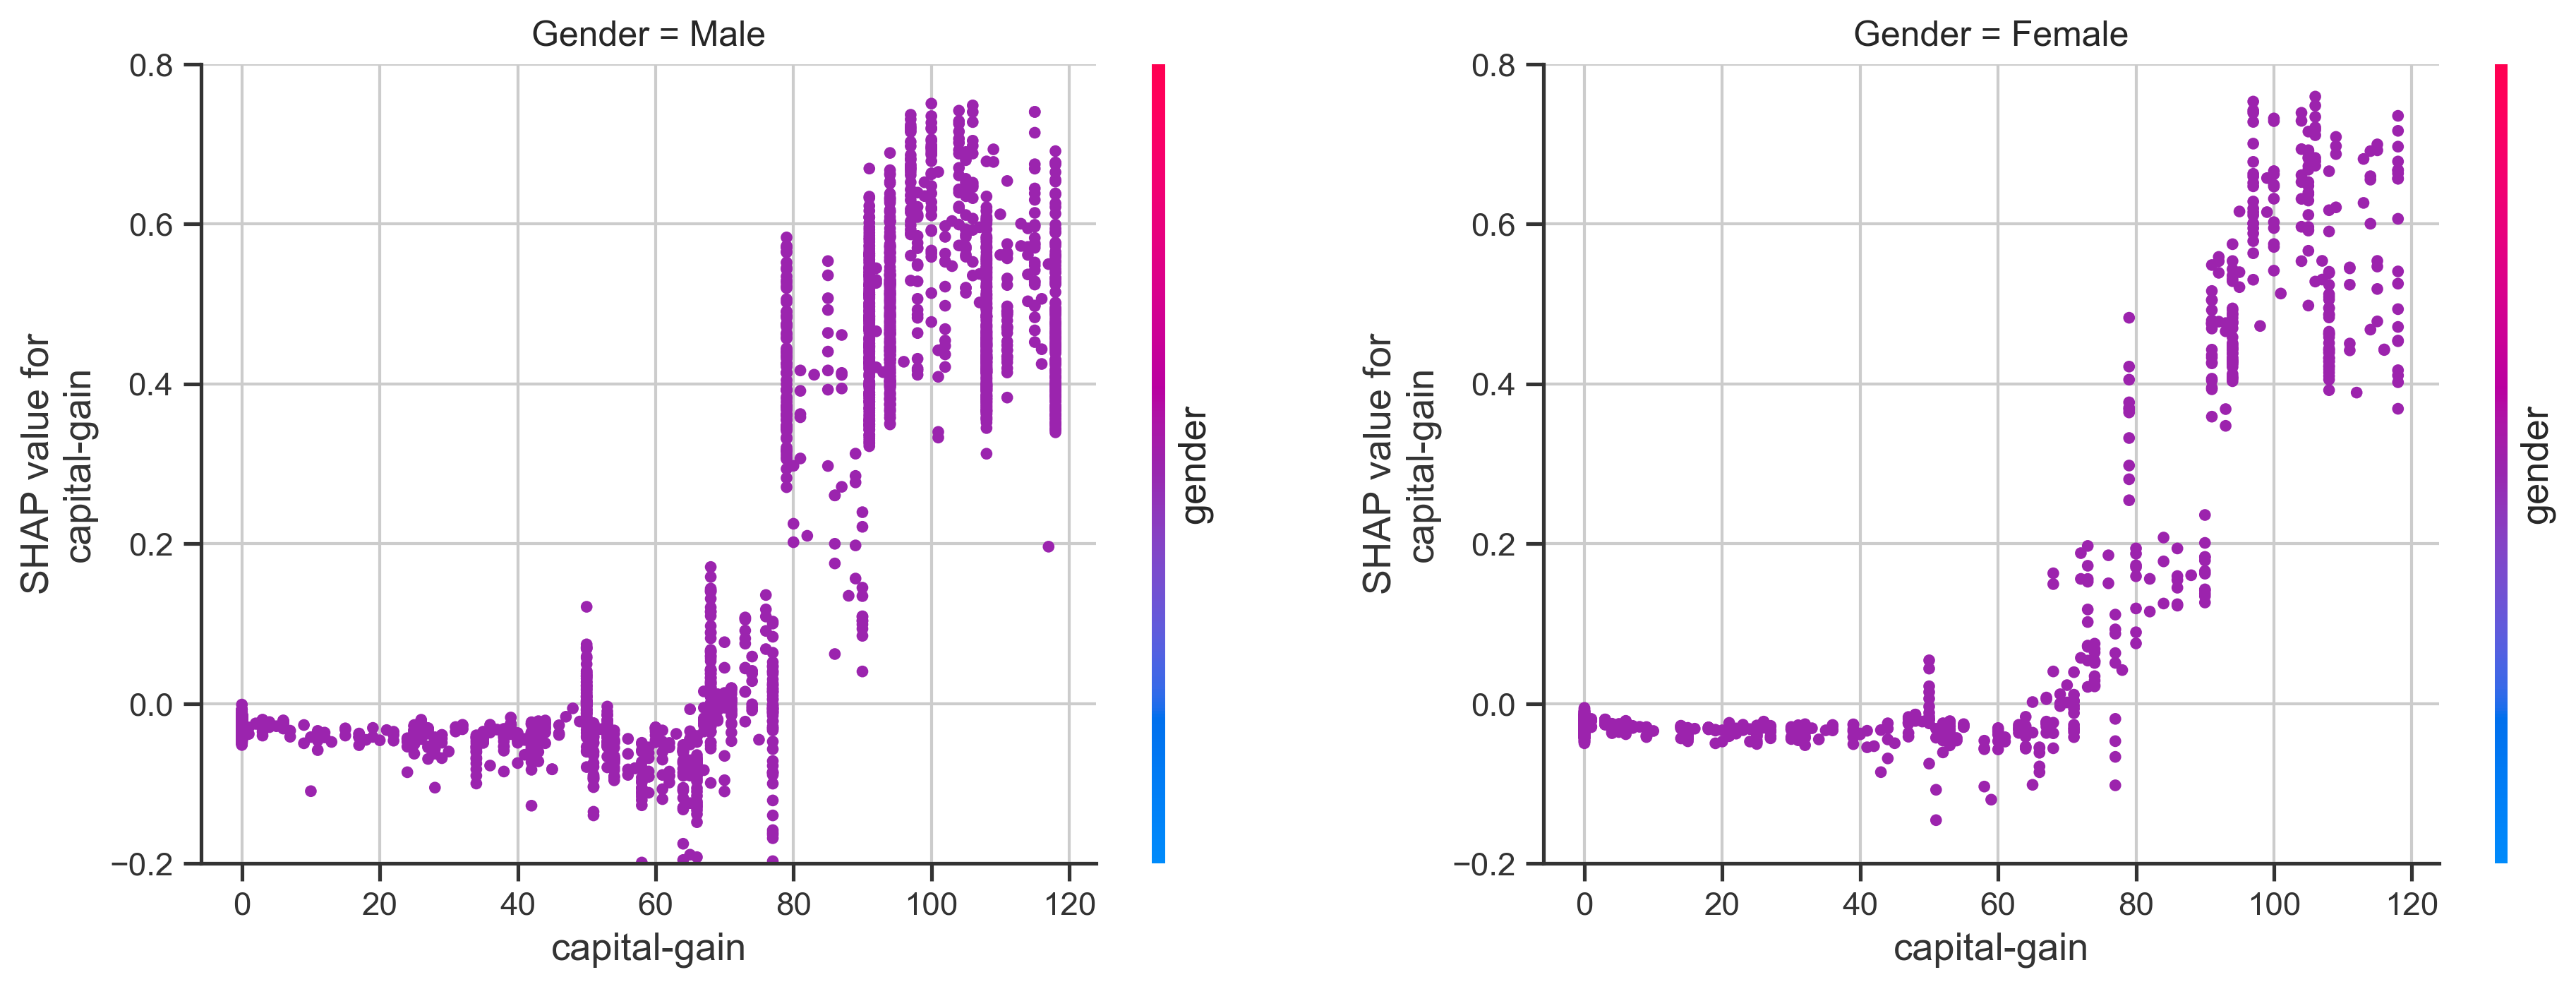 Gender = Male
0.8
0.6
0.4
0.2
0.0
−0.2
0 20 40 60 80 100 120
capital-gain
SHAP value for
capital-gain
gender
Gender = Female
0.8
0.6
0.4
0.2
0.0
−0.2
0 20 40 60 80 100 120
capital-gain
SHAP value for
capital-gain
gender